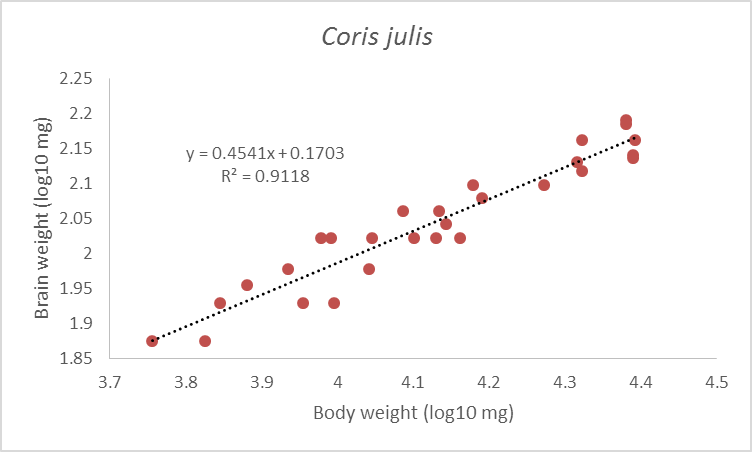 Coris julis
2.25
2.2
2.15
2.1
2.05
2
1.95
1.9
1.85
Brain weight (log10 mg)
y = 0.4541x + 0.1703
R² = 0.9118
3.7 3.8 3.9 4 4.1 4.2 4.3 4.4 4.5
Body weight (log10 mg)